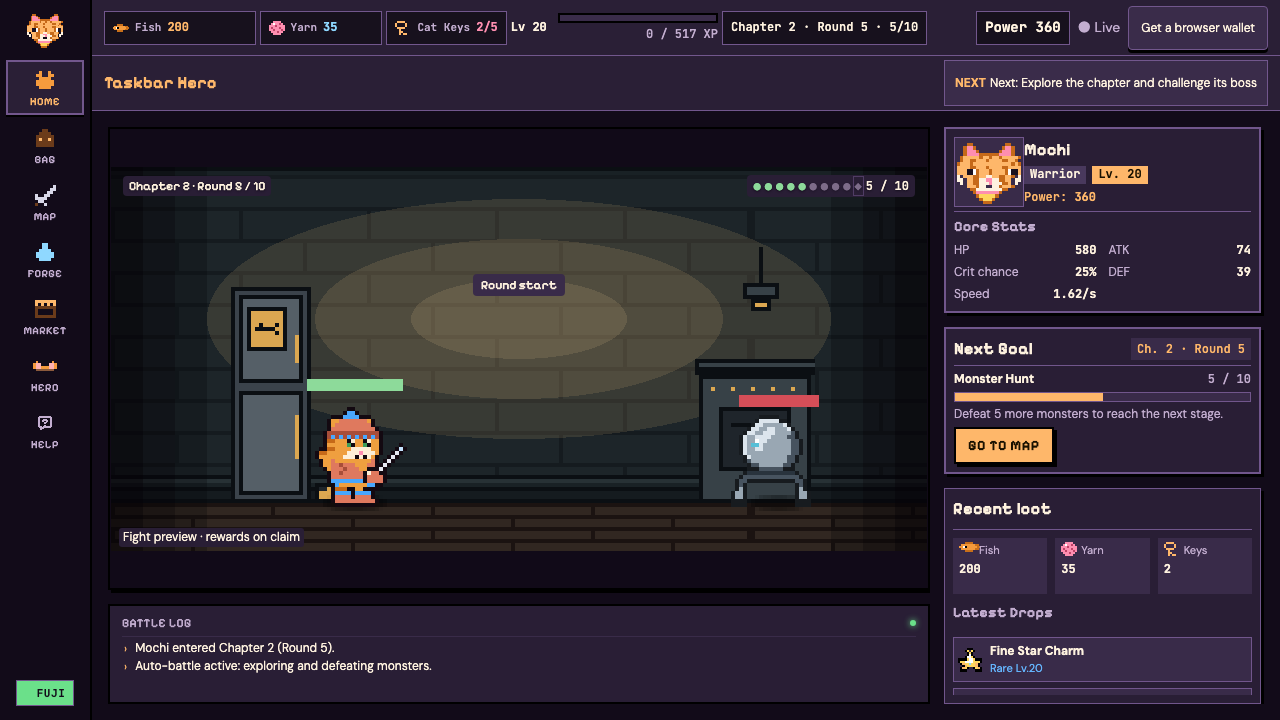 Fish 200
Yarn 35
Cat Keys 2/5
Lv 20
0 / 517 XP
Chapter 2 · Round 5 · 5/10
Power 360
Live
Get a browser wallet
Taskbar Hero
NEXT Next: Explore the chapter and challenge its boss
HOME
BAG
MAP
FORGE
MARKET
HERO
HELP
FUJI
Chapter 2 · Round 5 / 10
5 / 10
Round start
Fight preview · rewards on claim
BATTLE LOG
› Mochi entered Chapter 2 (Round 5).
› Auto-battle active: exploring and defeating monsters.
Mochi
Warrior Lv. 20
Power: 360
Core Stats
HP 580 ATK 74
Crit chance 25% DEF 39
Speed 1.62/s
Next Goal
Ch. 2 · Round 5
Monster Hunt 5 / 10
Defeat 5 more monsters to reach the next stage.
GO TO MAP
Recent loot
Fish 200
Yarn 35
Keys 2
Latest Drops
Fine Star Charm
Rare Lv.20